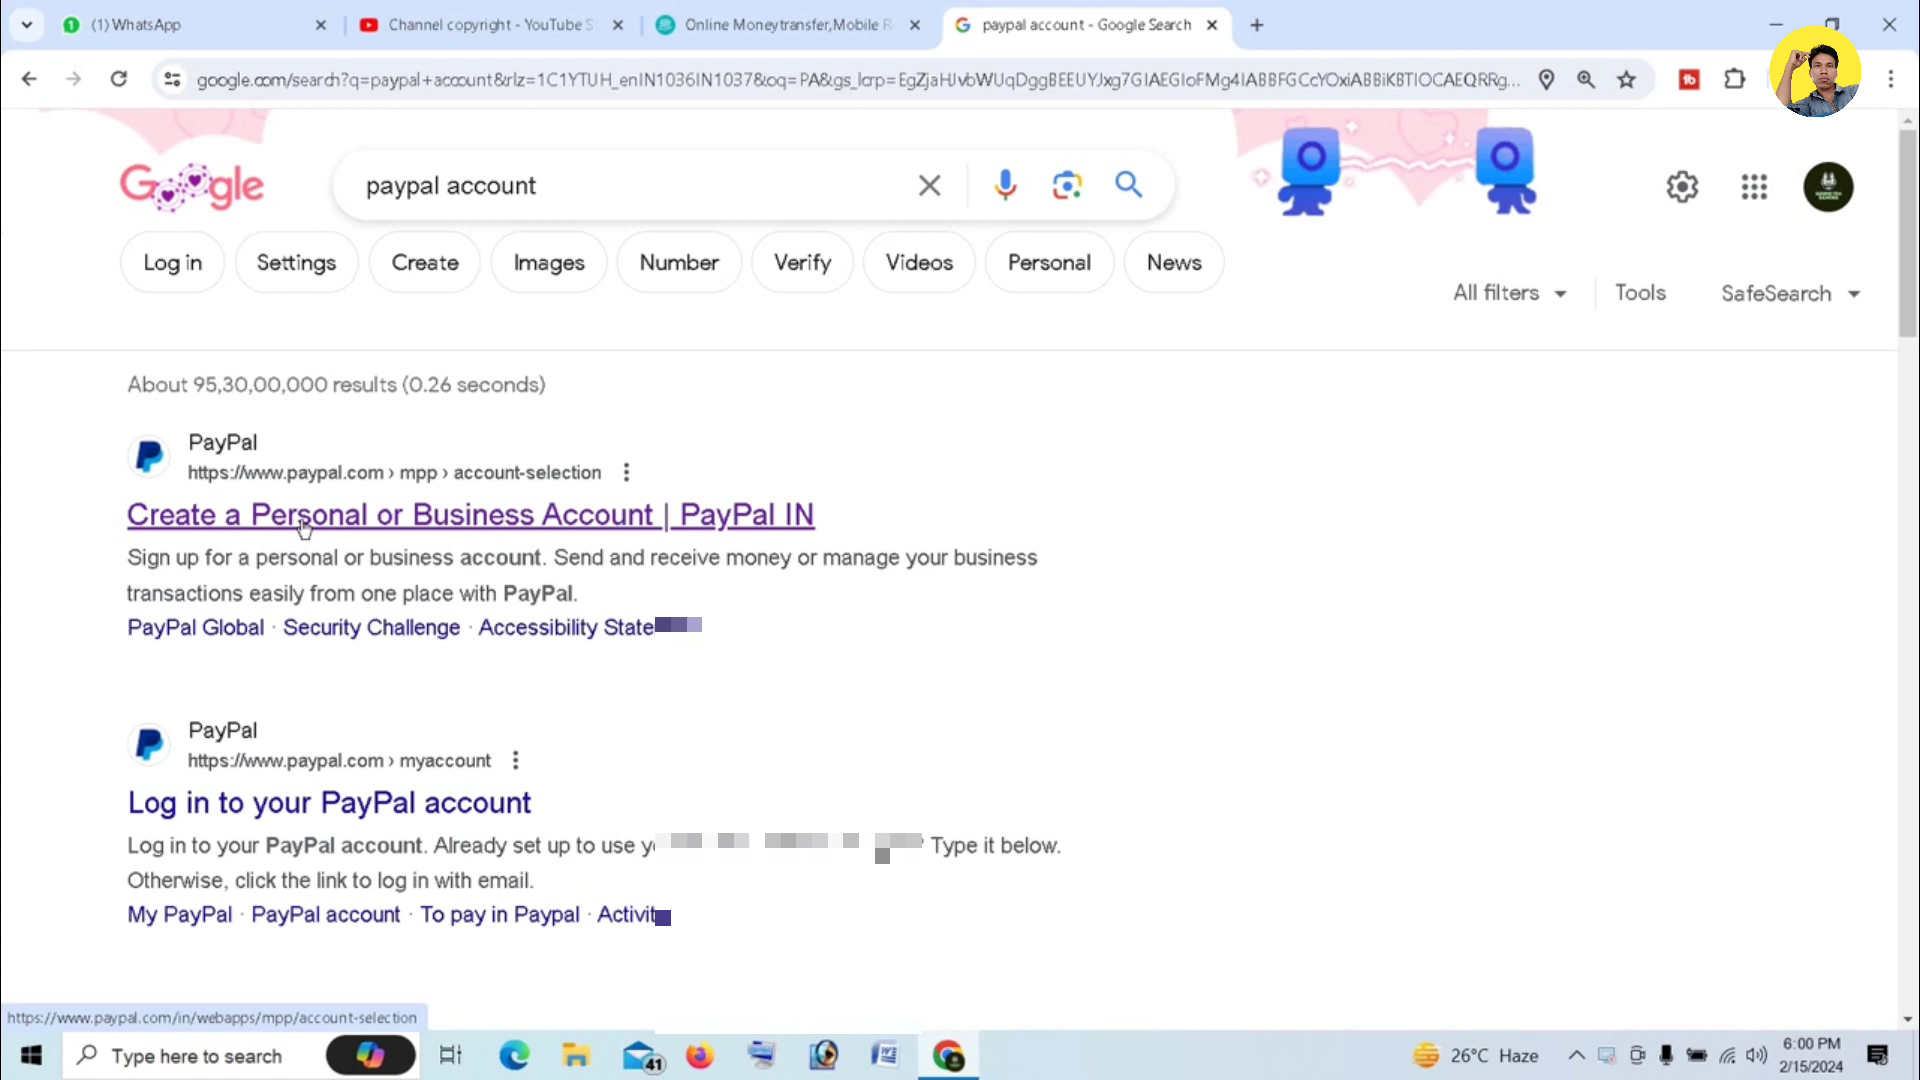 (1) WhatsApp
Channel copyright - YouTube S
Online Moneytransfer,Mobile R
paypal account - Google Search
google.com/search?q=paypal+account&rlz=1C1YTUH_enIN1036IN1037&oq=PA&gs_lcrp=EgZjaHJvbWUqDggBEEUYJxg7GIAEGIoFMg4IABBFGCcYOxiABBiKBTIOCAEQRRg...
Google
paypal account
Log in
Settings
Create
Images
Number
Verify
Videos
Personal
News
All filters
Tools
SafeSearch
About 95,30,00,000 results (0.26 seconds)
PayPal
https://www.paypal.com › mpp › account-selection
Create a Personal or Business Account | PayPal IN
Sign up for a personal or business account. Send and receive money or manage your business
transactions easily from one place with PayPal.
PayPal Global · Security Challenge · Accessibility State
PayPal
https://www.paypal.com › myaccount
Log in to your PayPal account
Log in to your PayPal account. Already set up to use Type it below.
Otherwise, click the link to log in with email.
My PayPal · PayPal account · To pay in Paypal · Activit
https://www.paypal.com/in/webapps/mpp/account-selection
Type here to search
41
26°C Haze
6:00 PM
2/15/2024